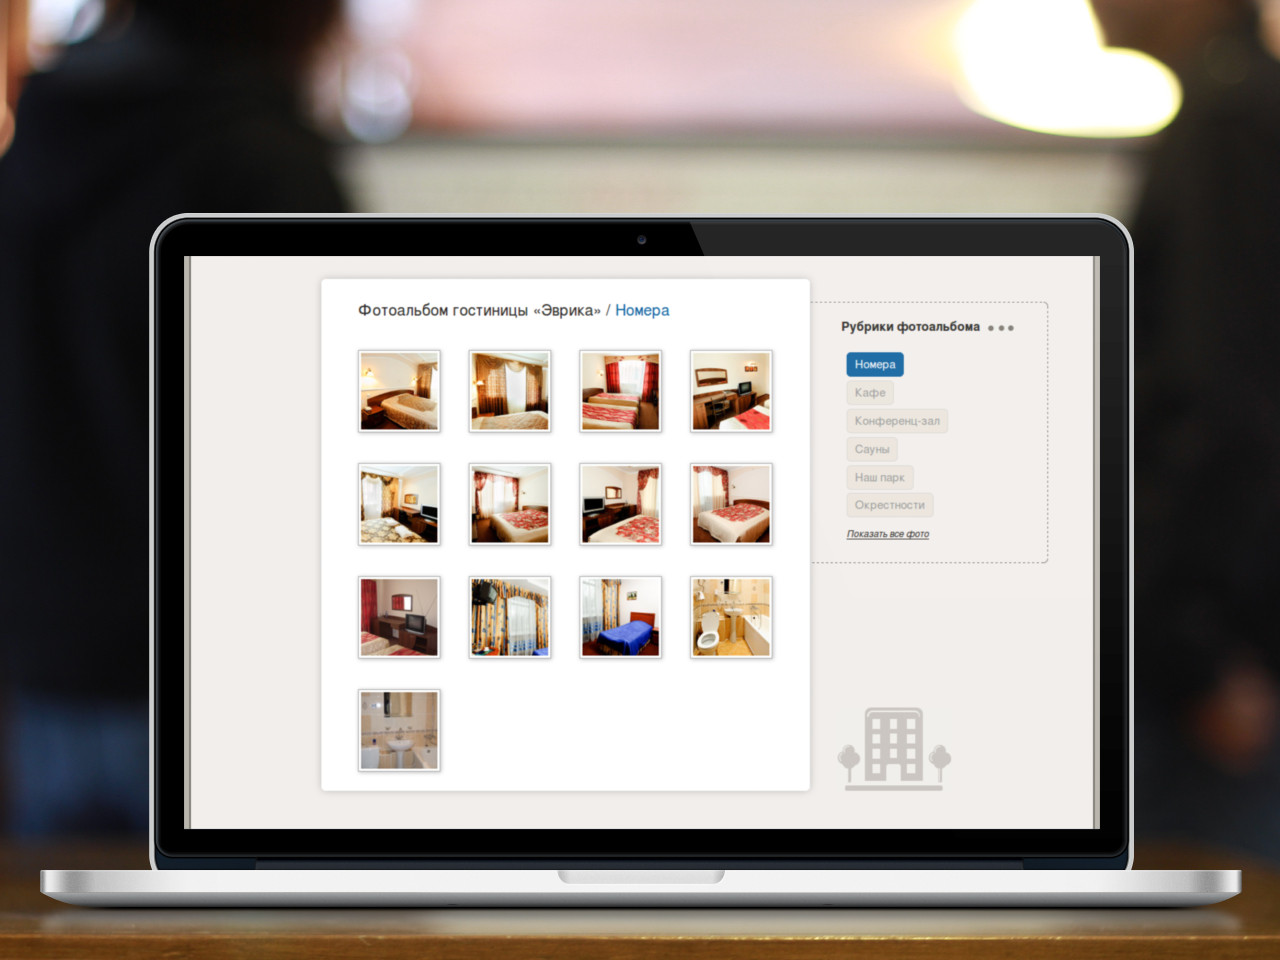 Фотоальбом гостиницы «Эврика» / Номера
Рубрики фотоальбома
Номера
Кафе
Конференц-зал
Сауны
Наш парк
Окрестности
Показать все фото